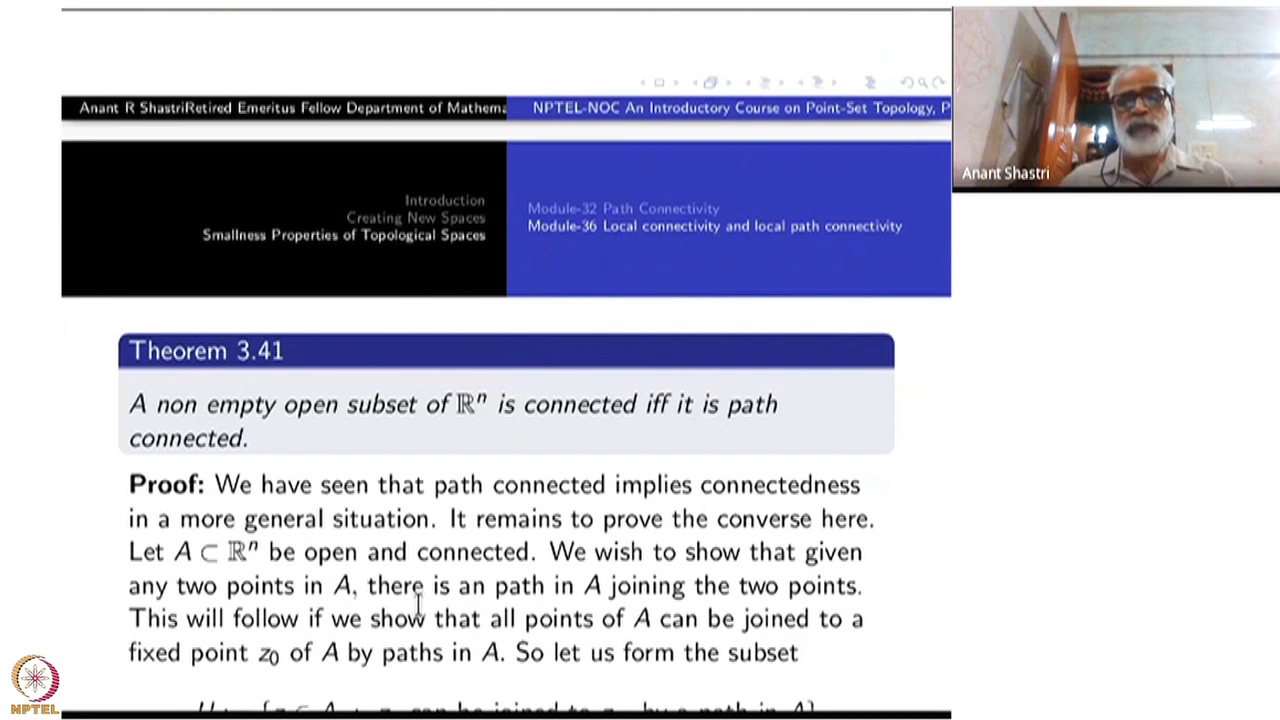 Anant R ShastriRetired Emeritus Fellow Department of Mathema
NPTEL-NOC An Introductory Course on Point-Set Topology, P
Introduction
Creating New Spaces
Smallness Properties of Topological Spaces
Module-32 Path Connectivity
Module-36 Local connectivity and local path connectivity
Anant Shastri
Theorem 3.41
A non empty open subset of ℝⁿ is connected iff it is path
connected.
Proof: We have seen that path connected implies connectedness
in a more general situation. It remains to prove the converse here.
Let A ⊂ ℝⁿ be open and connected. We wish to show that given
any two points in A, there is an path in A joining the two points.
This will follow if we show that all points of A can be joined to a
fixed point z₀ of A by paths in A. So let us form the subset
NPTEL